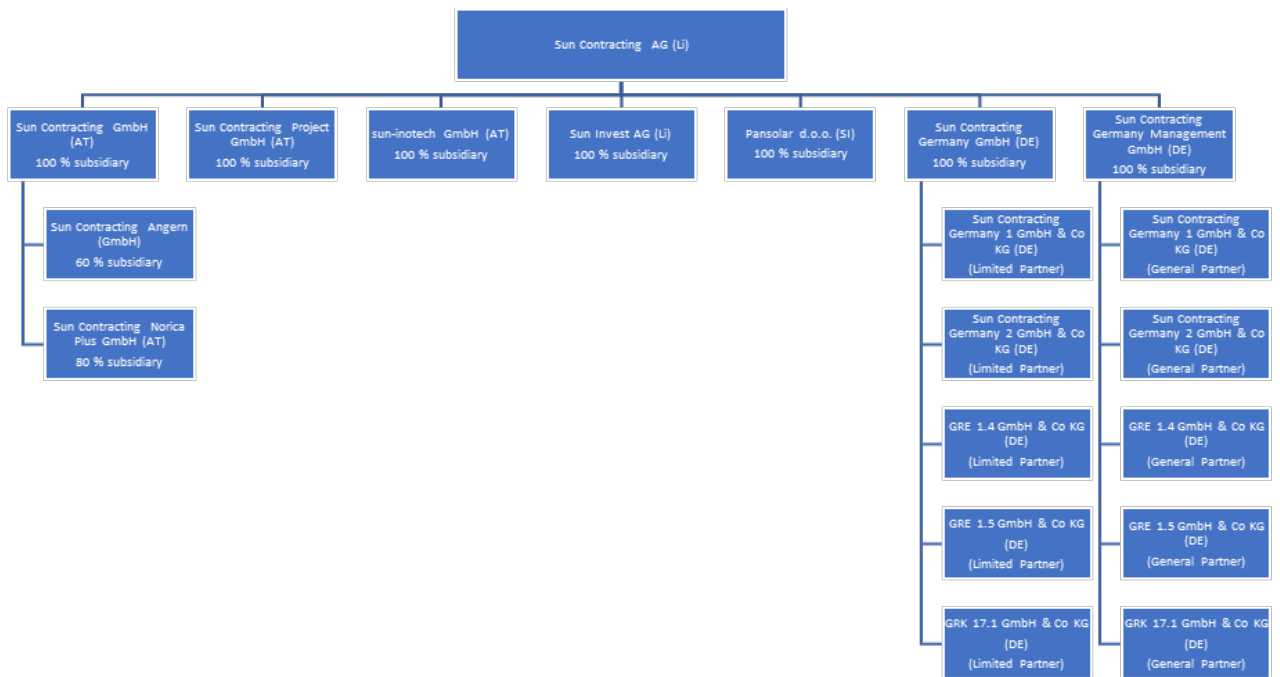 Sun Contracting AG (Li)
Sun Contracting GmbH
(AT)
100 % subsidiary
Sun Contracting Project
GmbH (AT)
100 % subsidiary
sun-inotech GmbH (AT)
100 % subsidiary
Sun Invest AG (Li)
100 % subsidiary
Pansolar d.o.o. (SI)
100 % subsidiary
Sun Contracting
Germany GmbH (DE)
100 % subsidiary
Sun Contracting
Germany Management
GmbH (DE)
100 % subsidiary
Sun Contracting Angern
(GmbH)
60 % subsidiary
Sun Contracting Norica
Plus GmbH (AT)
80 % subsidiary
Sun Contracting
Germany 1 GmbH & Co
KG (DE)
(Limited Partner)
Sun Contracting
Germany 2 GmbH & Co
KG (DE)
(Limited Partner)
GRE 1.4 GmbH & Co KG
(DE)
(Limited Partner)
GRE 1.5 GmbH & Co KG
(DE)
(Limited Partner)
GRK 17.1 GmbH & Co KG
(DE)
(Limited Partner)
Sun Contracting
Germany 1 GmbH & Co
KG (DE)
(General Partner)
Sun Contracting
Germany 2 GmbH & Co
KG (DE)
(General Partner)
GRE 1.4 GmbH & Co KG
(DE)
(General Partner)
GRE 1.5 GmbH & Co KG
(DE)
(General Partner)
GRK 17.1 GmbH & Co KG
(DE)
(General Partner)